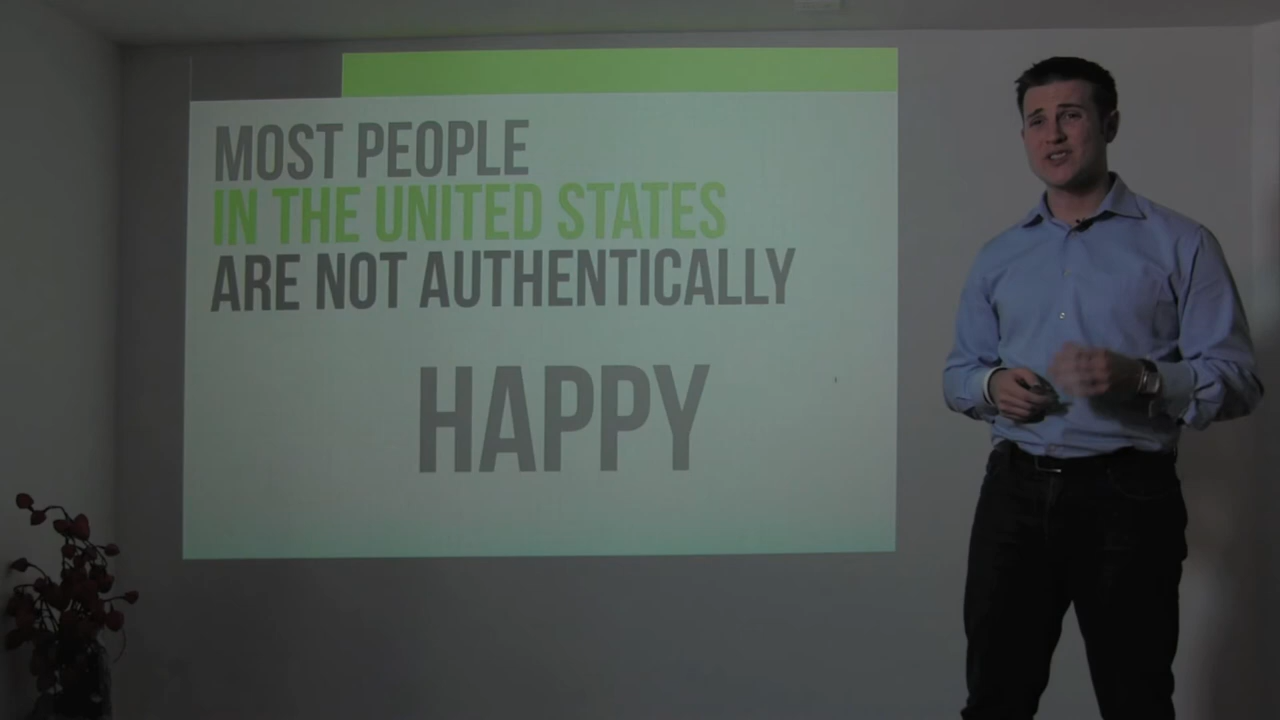 MOST PEOPLE
IN THE UNITED STATES
ARE NOT AUTHENTICALLY
HAPPY